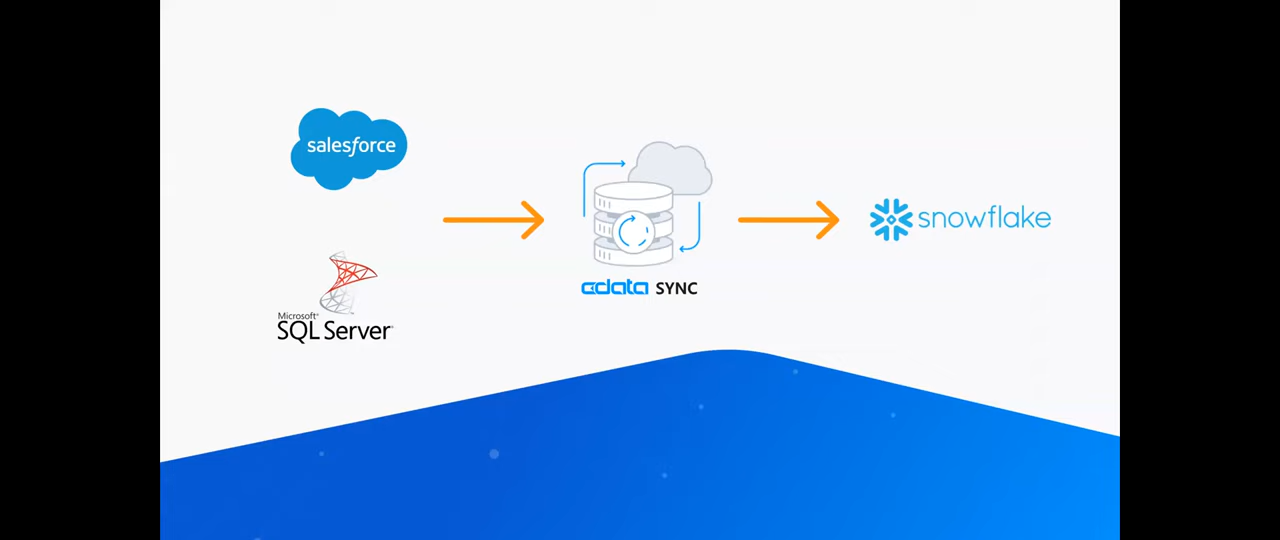 salesforce
Microsoft®
SQL Server®
cdata SYNC
snowflake